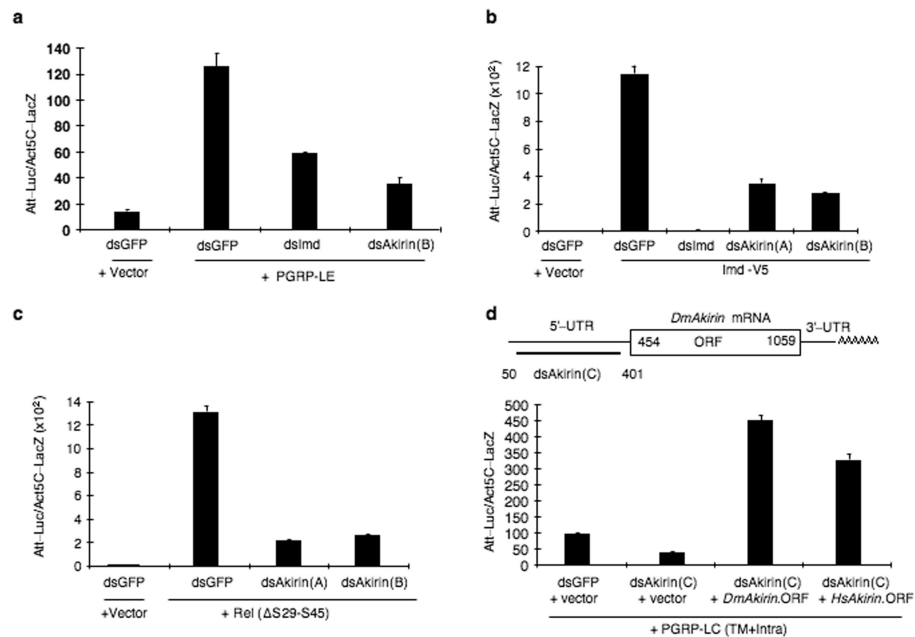 a
Att–Luc/Act5C–LacZ
140
120
100
80
60
40
20
0
dsGFP dsGFP dsImd dsAkirin(B)
+ Vector
+ PGRP-LE
b
Att–Luc/Act5C–LacZ (x10²)
12
10
8
6
4
2
0
dsGFP dsGFP dsImd dsAkirin(A) dsAkirin(B)
+ Vector
Imd -V5
c
Att–Luc/Act5C–LacZ (x10²)
14
12
10
8
6
4
2
0
dsGFP dsGFP dsAkirin(A) dsAkirin(B)
+Vector
+ Rel (ΔS29-S45)
d
DmAkirin mRNA
5'–UTR 3'–UTR
454 ORF 1059 AAAAAA
50 dsAkirin(C) 401
Att–Luc/Act5C–LacZ
500
450
400
350
300
250
200
150
100
50
0
dsGFP dsAkirin(C) dsAkirin(C) dsAkirin(C)
+ vector + vector + DmAkirin.ORF + HsAkirin.ORF
+ PGRP-LC (TM+Intra)